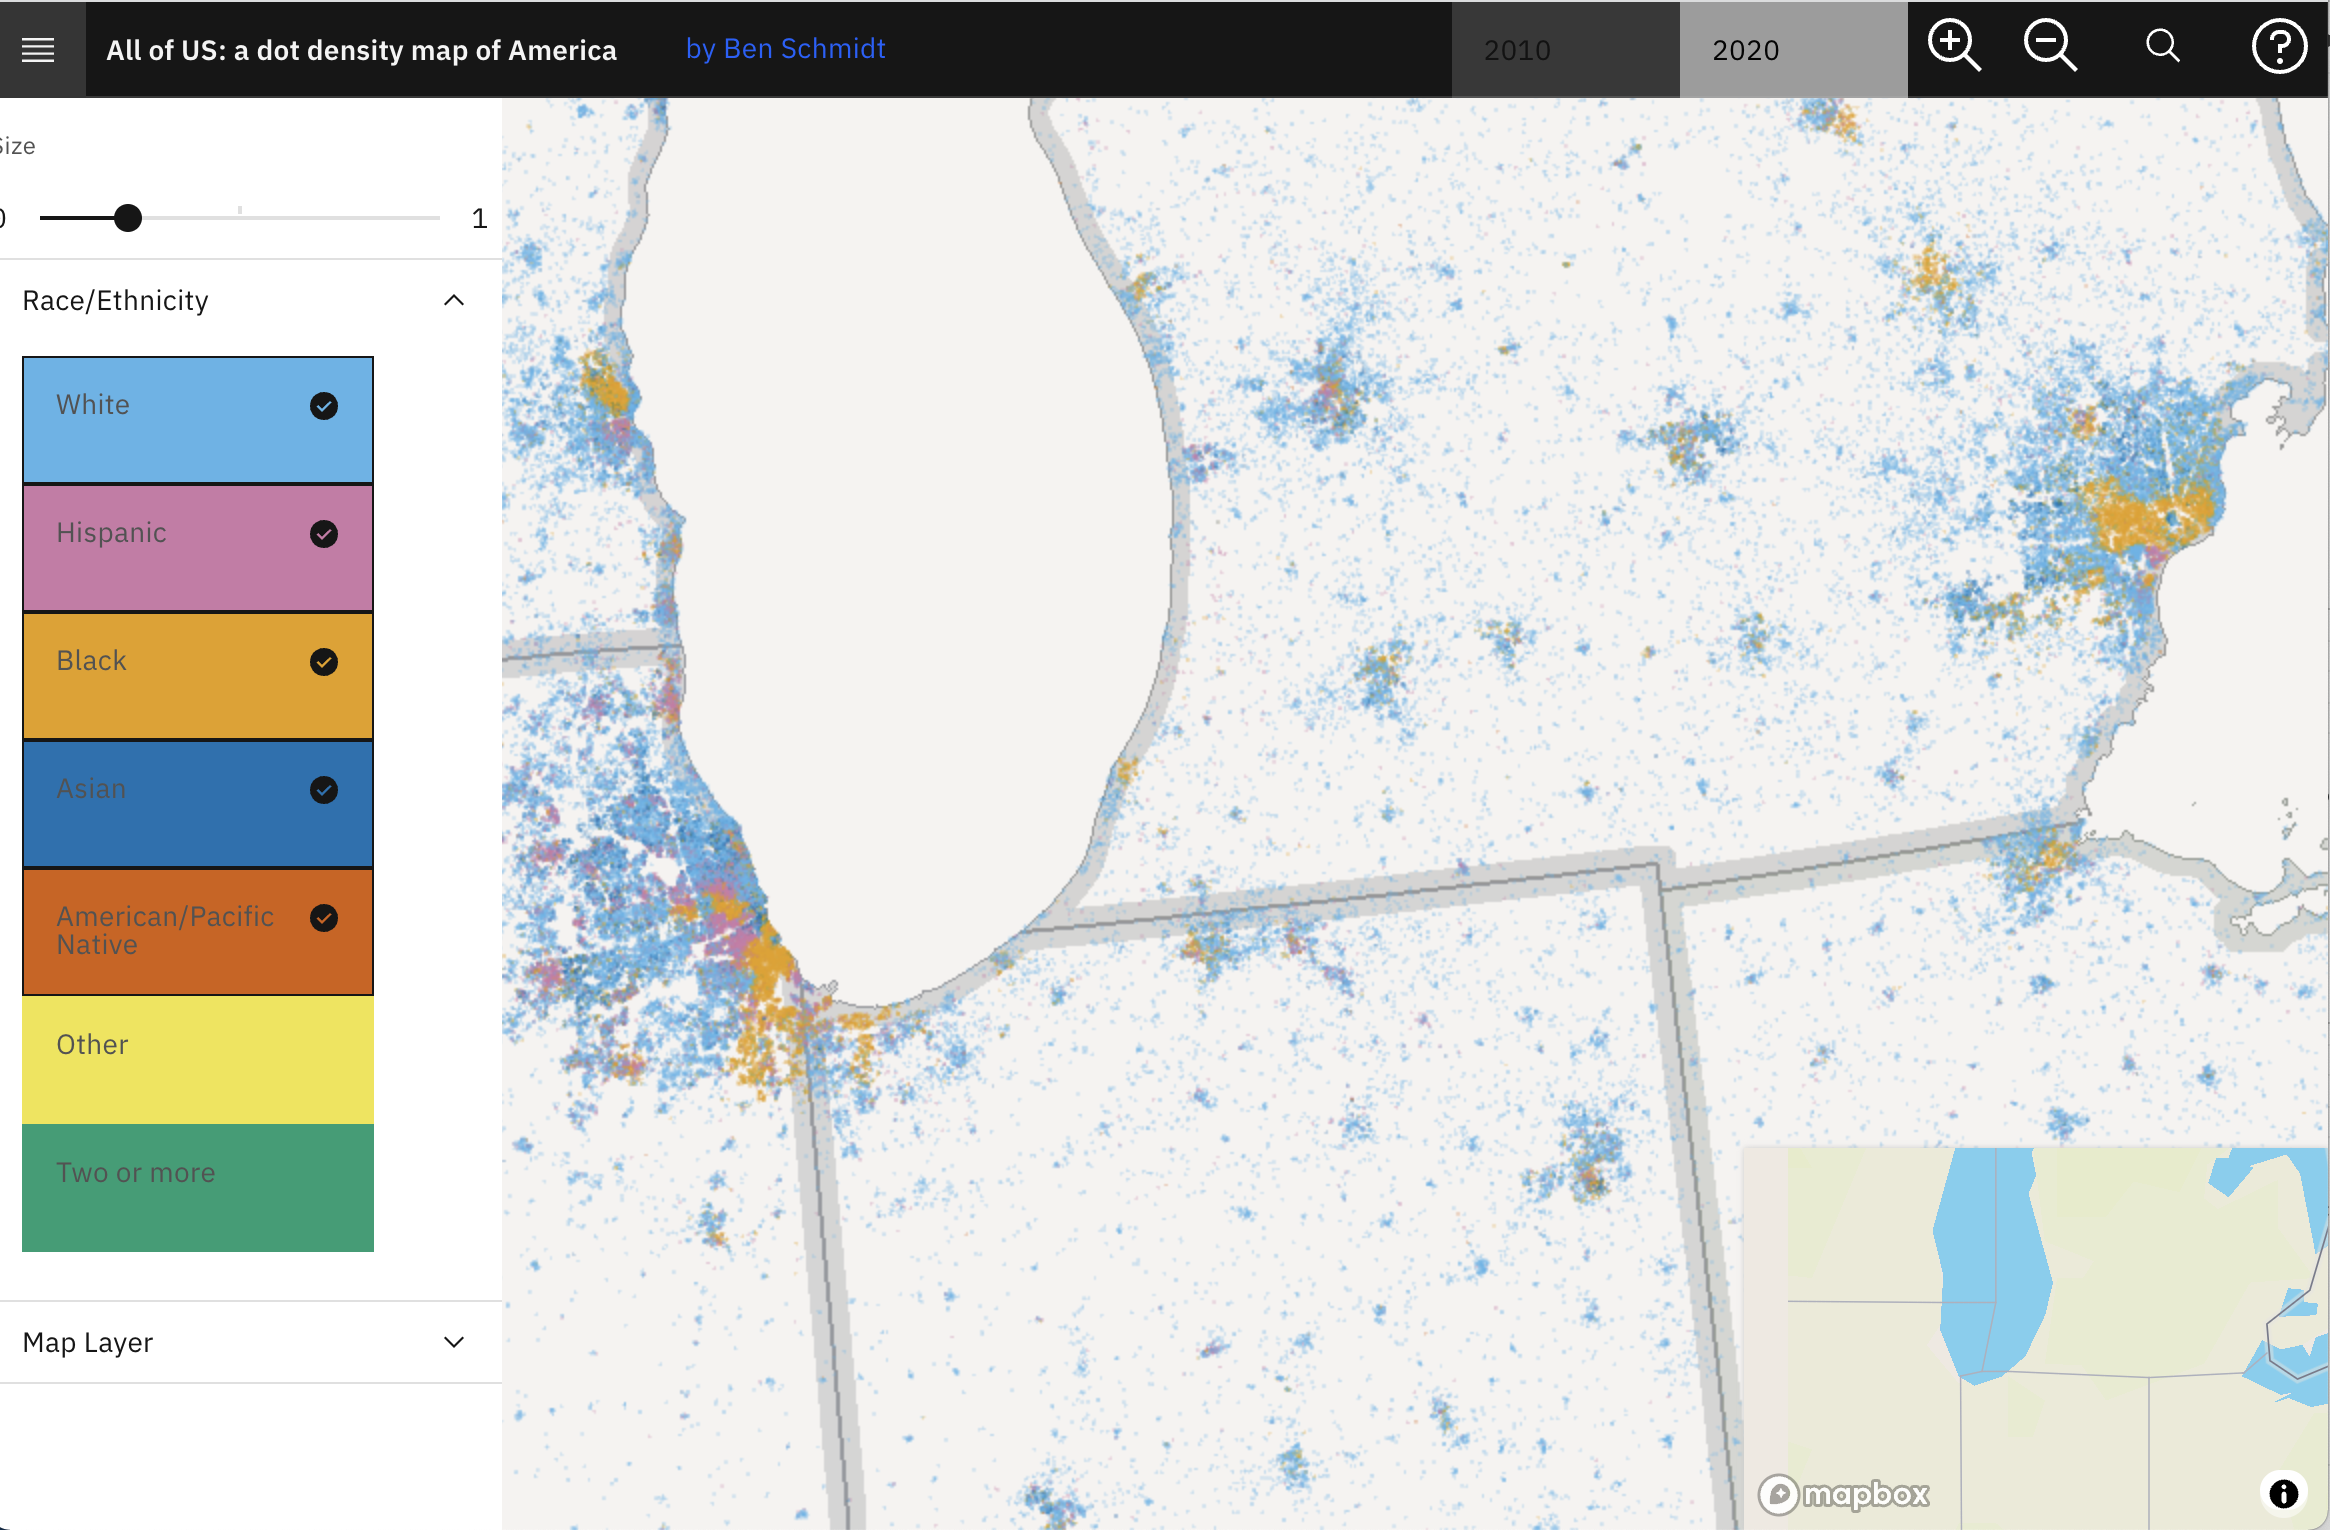 All of US: a dot density map of America
by Ben Schmidt
2010
2020
Size
0
1
Race/Ethnicity
White
Hispanic
Black
Asian
American/Pacific
Native
Other
Two or more
Map Layer
mapbox